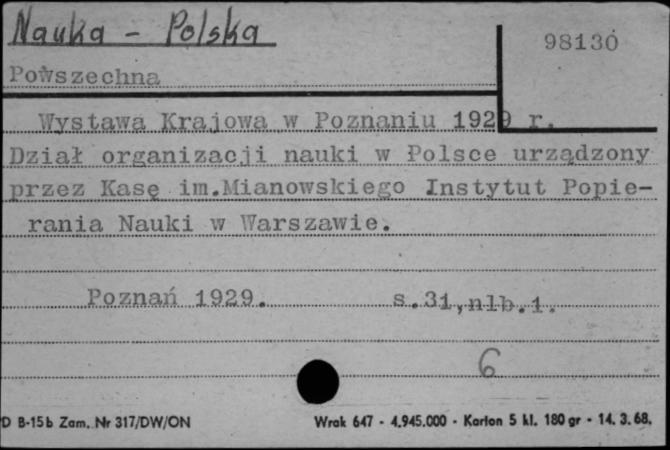 Nauka - Polska
98130
Powszechna
Wystawa Krajowa w Poznaniu 1929 r.
Dział organizacji nauki w Polsce urządzony
przez Kasę im.Mianowskiego Instytut Popie-
rania Nauki w Warszawie.
Poznań 1929. s.31,nlb.1.
6
PD B-15b Zam. Nr 317/DW/ON Wrak 647 - 4.945.000 - Karton 5 kl. 180 gr - 14. 3. 68.